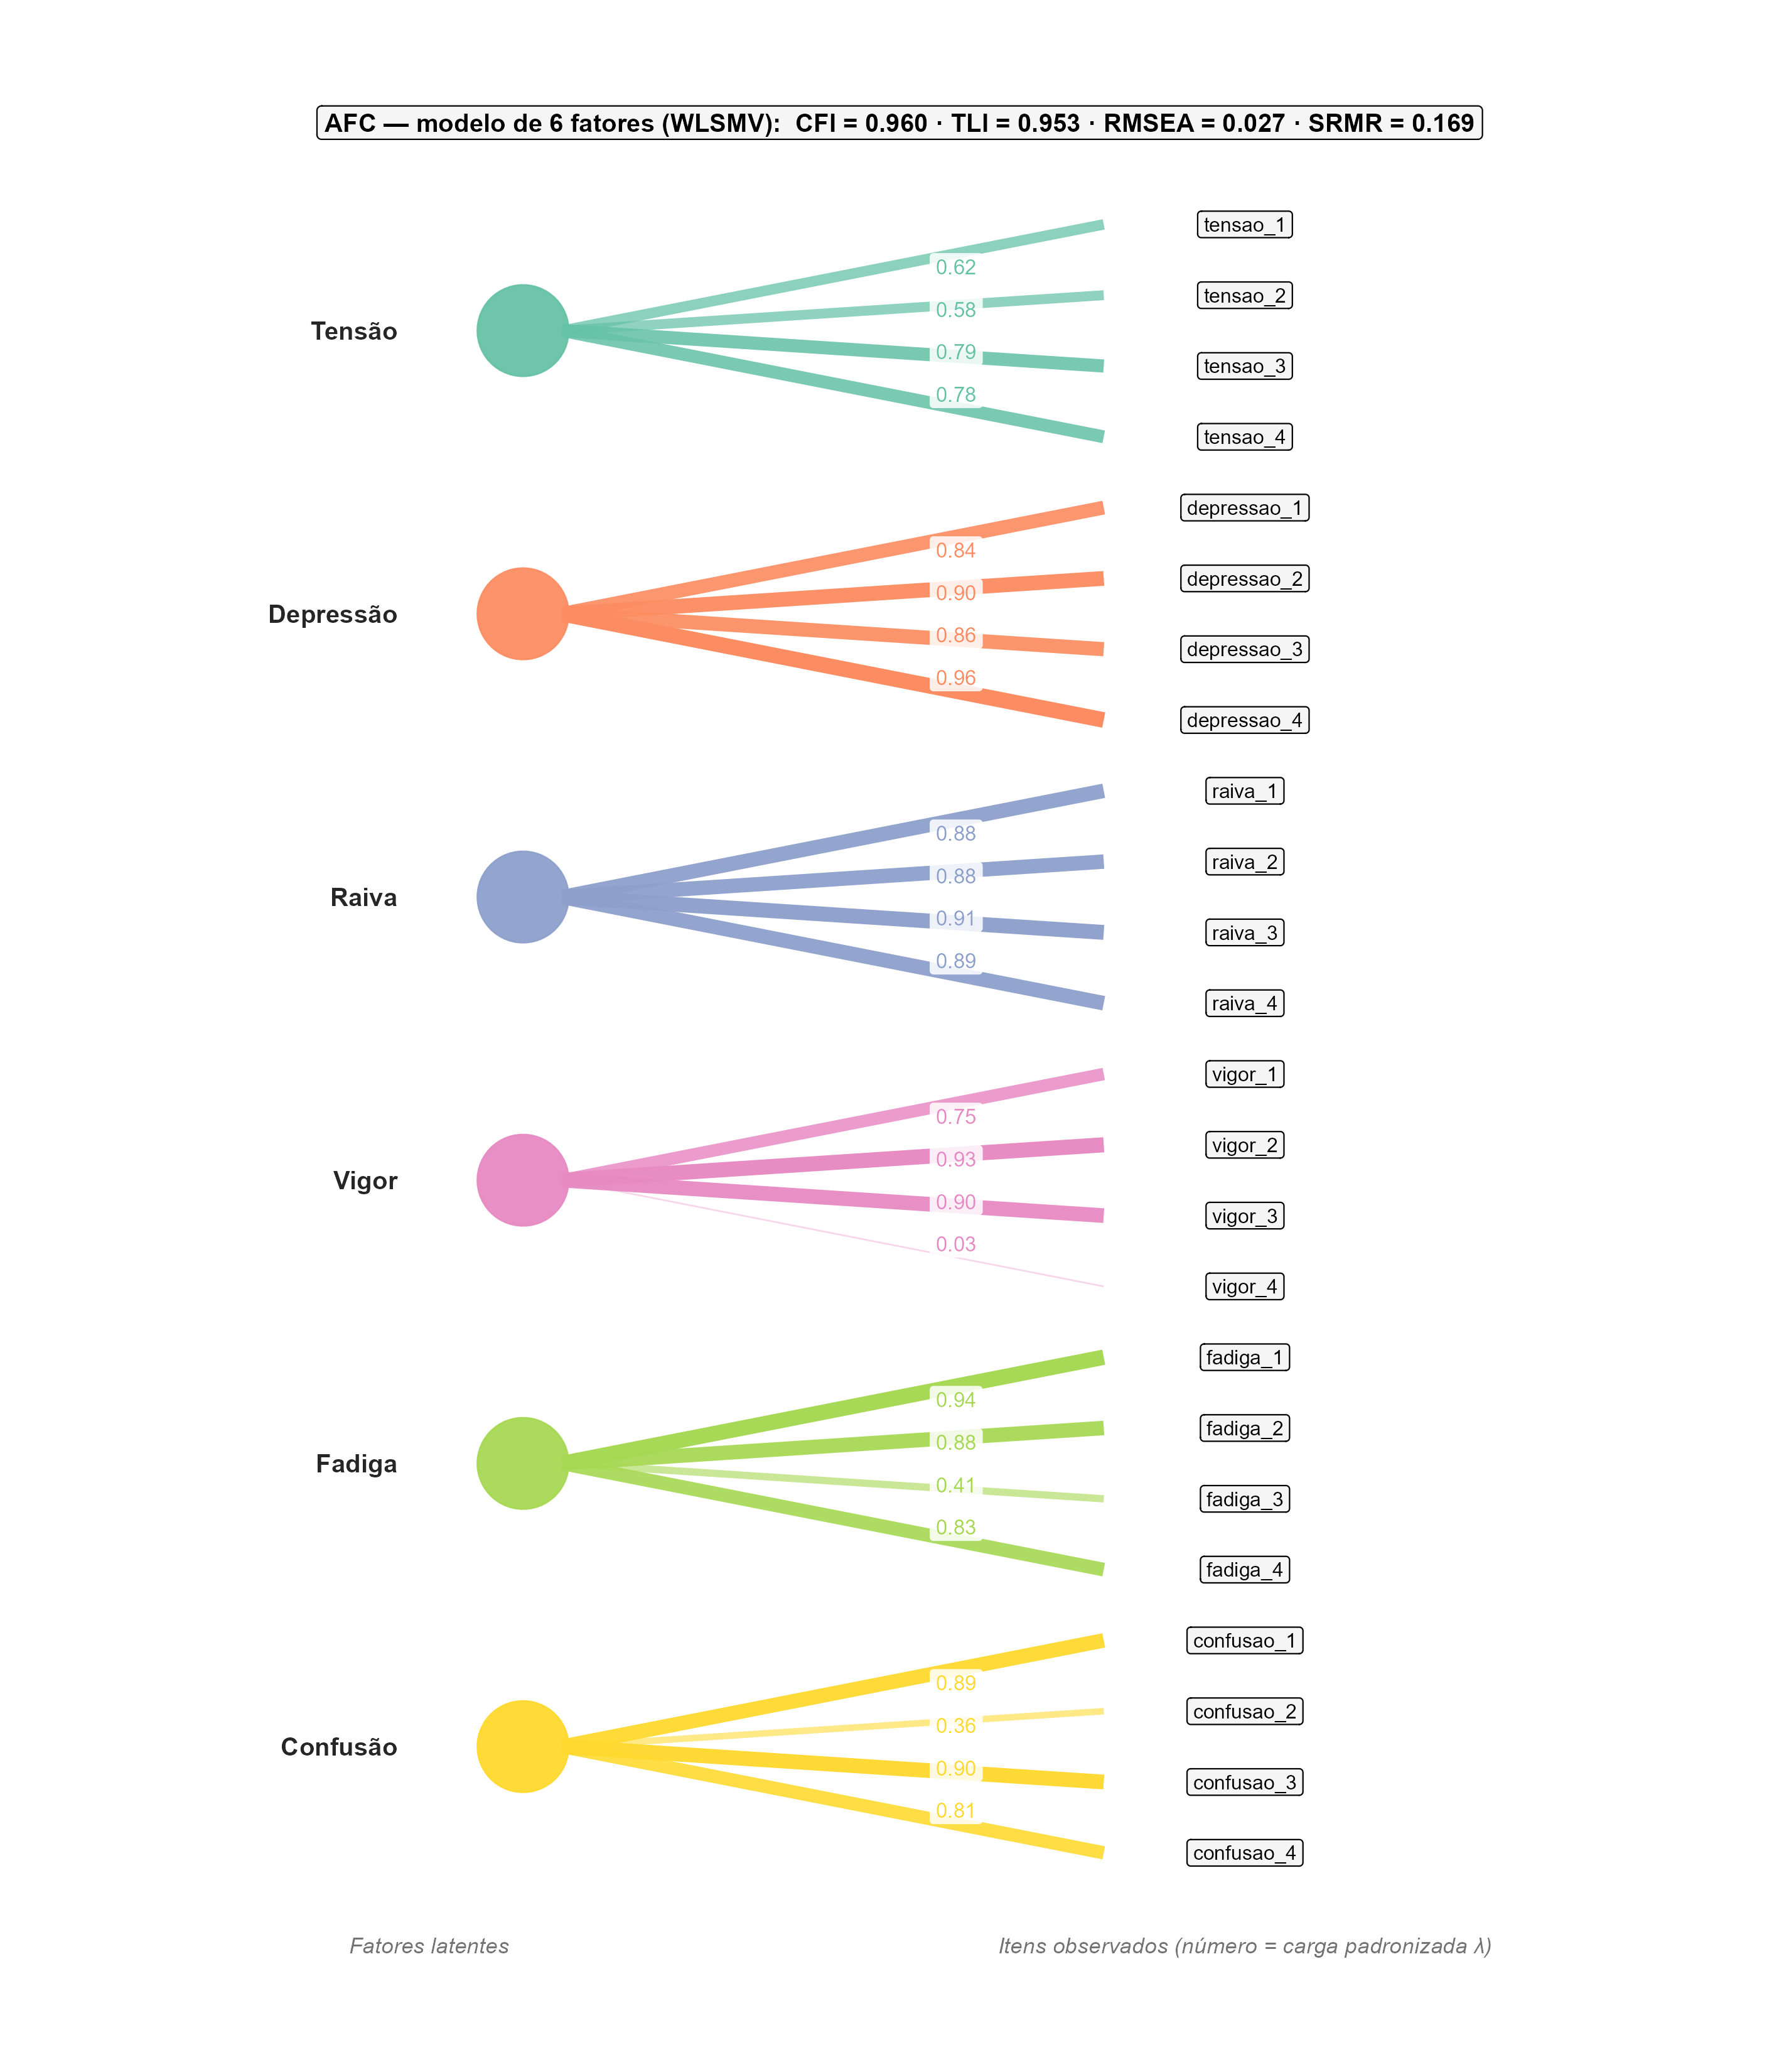 AFC — modelo de 6 fatores (WLSMV):  CFI = 0.960 · TLI = 0.953 · RMSEA = 0.027 · SRMR = 0.169
tensao_1
0.62
tensao_2
0.58
Tensão
0.79
tensao_3
0.78
tensao_4
depressao_1
0.84
depressao_2
0.90
Depressão
0.86
depressao_3
0.96
depressao_4
raiva_1
0.88
raiva_2
0.88
Raiva
0.91
raiva_3
0.89
raiva_4
vigor_1
0.75
vigor_2
0.93
Vigor
0.90
vigor_3
0.03
vigor_4
fadiga_1
0.94
fadiga_2
0.88
Fadiga
0.41
fadiga_3
0.83
fadiga_4
confusao_1
0.89
confusao_2
0.36
Confusão
0.90
confusao_3
0.81
confusao_4
Fatores latentes
Itens observados (número = carga padronizada λ)